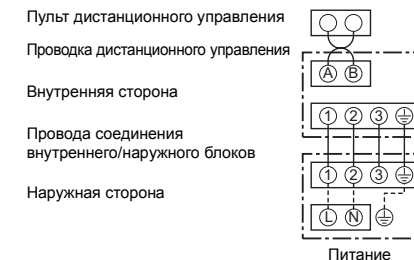 Пульт дистанционного управления
Проводка дистанционного управления
A B
Внутренняя сторона
1 2 3
Провода соединения
внутреннего/наружного блоков
1 2 3
Наружная сторона
L N
Питание